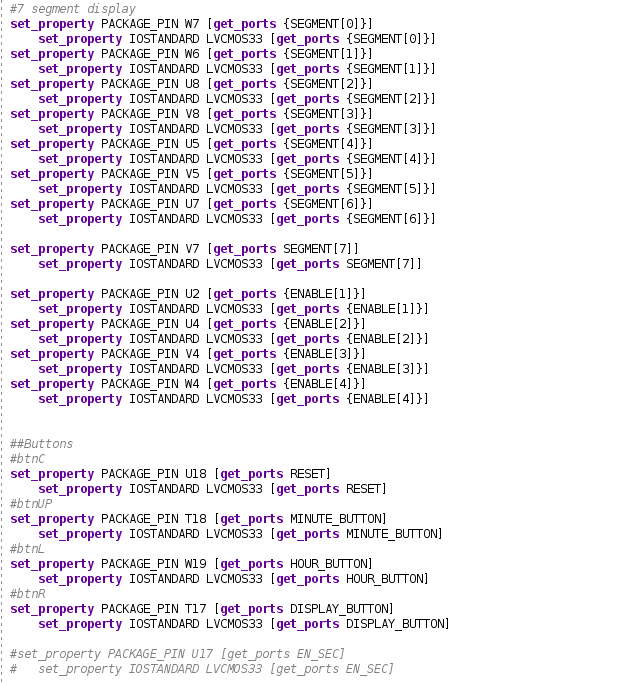 #7 segment display
set_property PACKAGE_PIN W7 [get_ports {SEGMENT[0]}]
    set_property IOSTANDARD LVCMOS33 [get_ports {SEGMENT[0]}]
set_property PACKAGE_PIN W6 [get_ports {SEGMENT[1]}]
    set_property IOSTANDARD LVCMOS33 [get_ports {SEGMENT[1]}]
set_property PACKAGE_PIN U8 [get_ports {SEGMENT[2]}]
    set_property IOSTANDARD LVCMOS33 [get_ports {SEGMENT[2]}]
set_property PACKAGE_PIN V8 [get_ports {SEGMENT[3]}]
    set_property IOSTANDARD LVCMOS33 [get_ports {SEGMENT[3]}]
set_property PACKAGE_PIN U5 [get_ports {SEGMENT[4]}]
    set_property IOSTANDARD LVCMOS33 [get_ports {SEGMENT[4]}]
set_property PACKAGE_PIN V5 [get_ports {SEGMENT[5]}]
    set_property IOSTANDARD LVCMOS33 [get_ports {SEGMENT[5]}]
set_property PACKAGE_PIN U7 [get_ports {SEGMENT[6]}]
    set_property IOSTANDARD LVCMOS33 [get_ports {SEGMENT[6]}]

set_property PACKAGE_PIN V7 [get_ports SEGMENT[7]]
    set_property IOSTANDARD LVCMOS33 [get_ports SEGMENT[7]]

set_property PACKAGE_PIN U2 [get_ports {ENABLE[1]}]
    set_property IOSTANDARD LVCMOS33 [get_ports {ENABLE[1]}]
set_property PACKAGE_PIN U4 [get_ports {ENABLE[2]}]
    set_property IOSTANDARD LVCMOS33 [get_ports {ENABLE[2]}]
set_property PACKAGE_PIN V4 [get_ports {ENABLE[3]}]
    set_property IOSTANDARD LVCMOS33 [get_ports {ENABLE[3]}]
set_property PACKAGE_PIN W4 [get_ports {ENABLE[4]}]
    set_property IOSTANDARD LVCMOS33 [get_ports {ENABLE[4]}]


##Buttons
#btnC
set_property PACKAGE_PIN U18 [get_ports RESET]
    set_property IOSTANDARD LVCMOS33 [get_ports RESET]
#btnUP
set_property PACKAGE_PIN T18 [get_ports MINUTE_BUTTON]
    set_property IOSTANDARD LVCMOS33 [get_ports MINUTE_BUTTON]
#btnL
set_property PACKAGE_PIN W19 [get_ports HOUR_BUTTON]
    set_property IOSTANDARD LVCMOS33 [get_ports HOUR_BUTTON]
#btnR
set_property PACKAGE_PIN T17 [get_ports DISPLAY_BUTTON]
    set_property IOSTANDARD LVCMOS33 [get_ports DISPLAY_BUTTON]

#set_property PACKAGE_PIN U17 [get_ports EN_SEC]
#   set_property IOSTANDARD LVCMOS33 [get_ports EN_SEC]